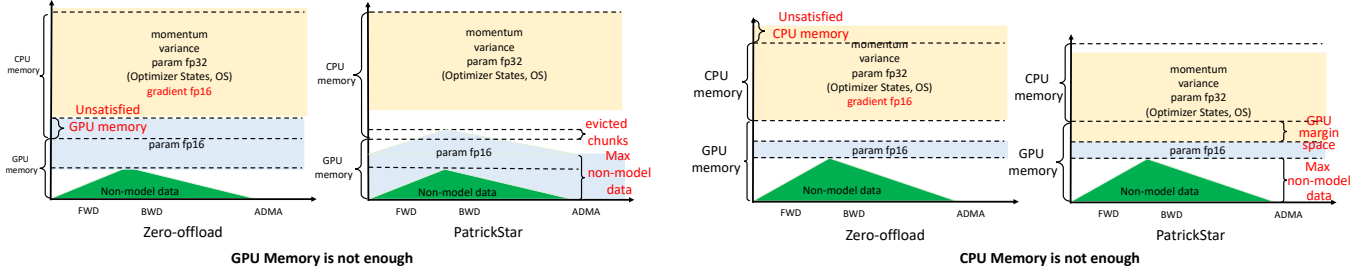 CPU
memory
momentum
variance
param fp32
(Optimizer States, OS)
gradient fp16
Unsatisfied
GPU memory
GPU
memory
param fp16
Non-model data
FWD
BWD
ADMA
Zero-offload
CPU
memory
momentum
variance
param fp32
(Optimizer States, OS)
evicted
chunks
GPU
memory
param fp16
Max
non-model
data
Non-model data
FWD
BWD
ADMA
PatrickStar
GPU Memory is not enough
Unsatisfied
CPU memory
CPU
memory
momentum
variance
param fp32
(Optimizer States, OS)
gradient fp16
GPU
memory
param fp16
Non-model data
FWD
BWD
ADMA
Zero-offload
CPU
memory
momentum
variance
param fp32
(Optimizer States, OS)
GPU
margin
space
GPU
memory
param fp16
Max
non-model
data
Non-model data
FWD
BWD
ADMA
PatrickStar
CPU Memory is not enough